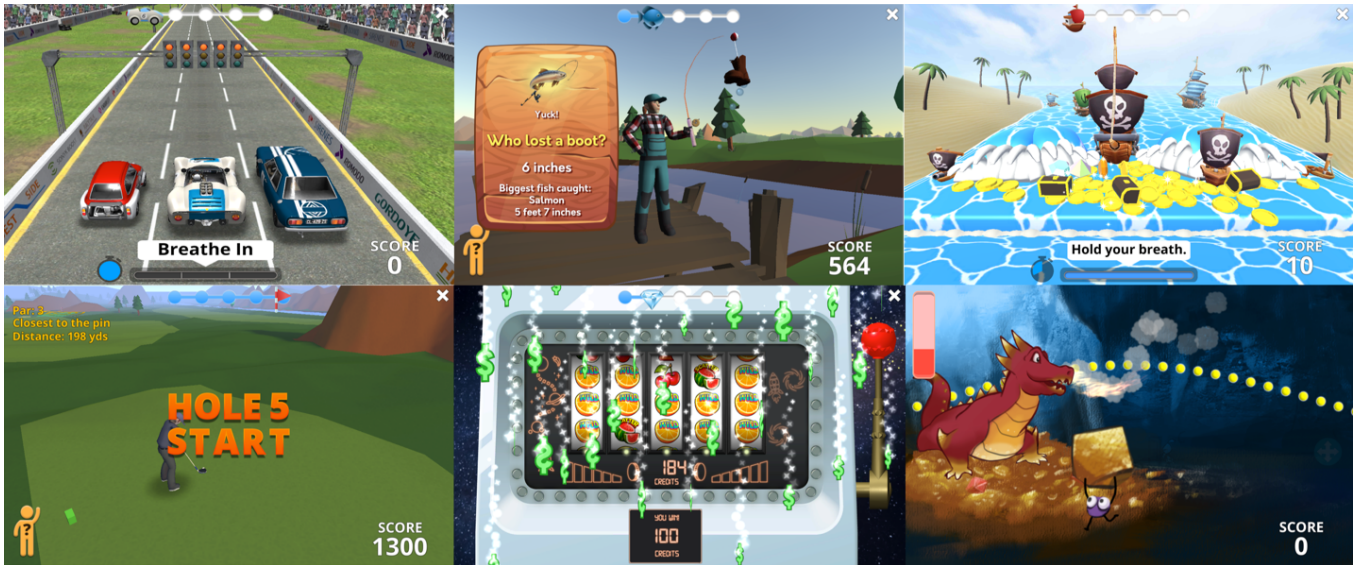 Breathe In
SCORE
0
GORDOYE
Yuck!
Who lost a boot?
6 inches
Biggest fish caught:
Salmon
5 feet 7 inches
?
SCORE
564
Hold your breath.
SCORE
10
Par: 3
Closest to the pin
Distance: 198 yds
HOLE 5
START
?
SCORE
1300
184
CREDITS
YOU WIN!
100
CREDITS
SCORE
0